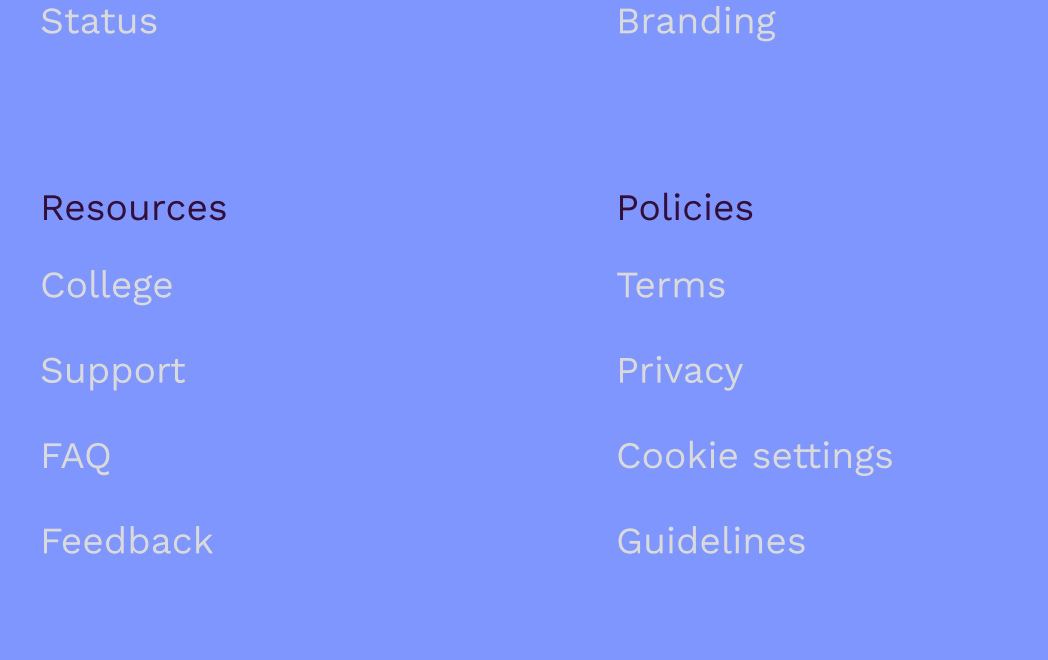 Status
Branding
Resources
College
Support
FAQ
Feedback
Policies
Terms
Privacy
Cookie settings
Guidelines